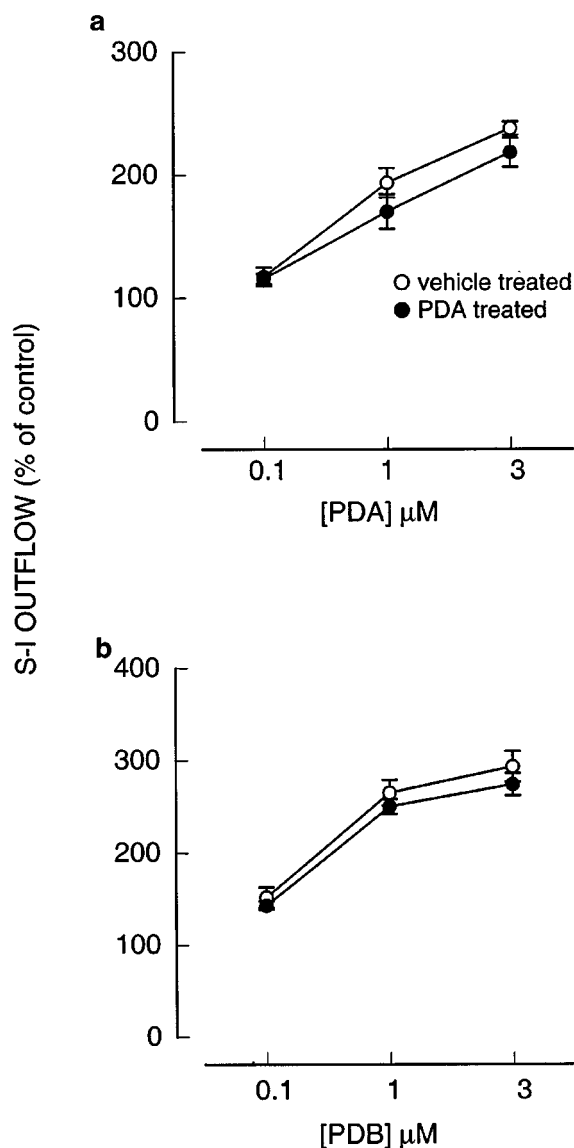 a
300
200
100
0
vehicle treated
PDA treated
0.1 1 3
[PDA] μM
S-I OUTFLOW (% of control)
b
400
300
200
100
0
0.1 1 3
[PDB] μM